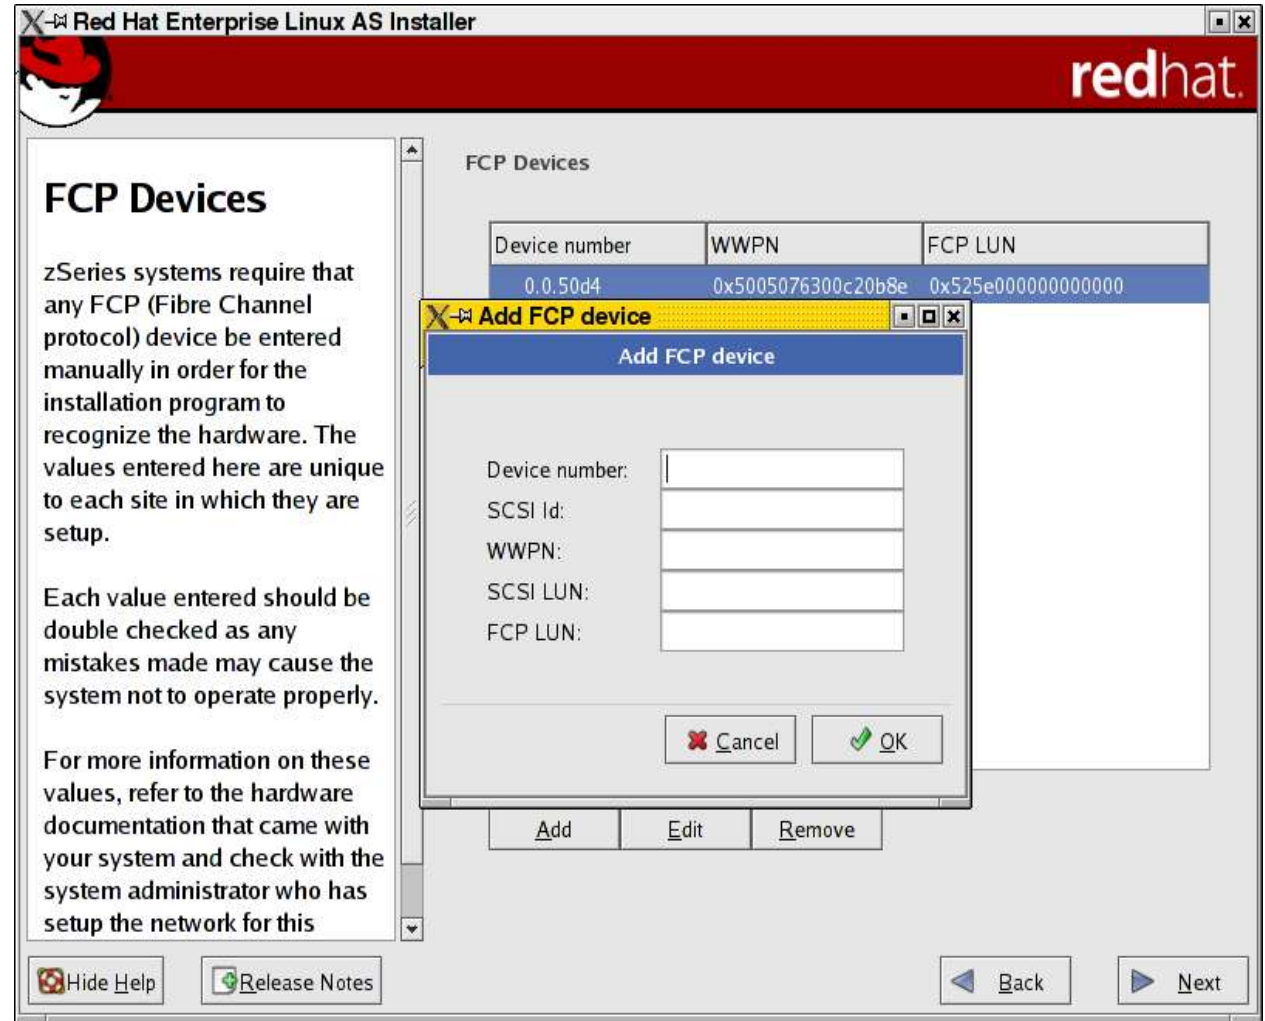 Red Hat Enterprise Linux AS Installer
redhat.
FCP Devices
zSeries systems require that
any FCP (Fibre Channel
protocol) device be entered
manually in order for the
installation program to
recognize the hardware. The
values entered here are unique
to each site in which they are
setup.
Each value entered should be
double checked as any
mistakes made may cause the
system not to operate properly.
For more information on these
values, refer to the hardware
documentation that came with
your system and check with the
system administrator who has
setup the network for this
FCP Devices
Device number WWPN FCP LUN
0.0.50d4 0x5005076300c20b8e 0x525e000000000000
Add FCP device
Add FCP device
Device number:
SCSI Id:
WWPN:
SCSI LUN:
FCP LUN:
Cancel OK
Add Edit Remove
Hide Help Release Notes Back Next